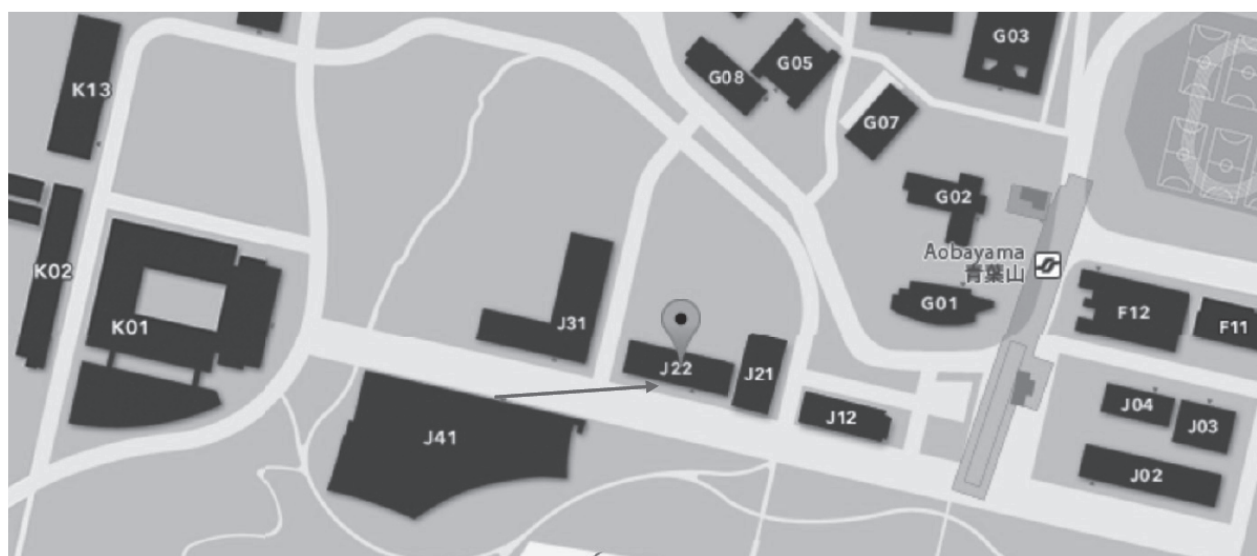 K13
G08
G05
G03
G07
G02
K02
K01
J31
J22
J21
J41
J12
G01
Aobayama
青葉山
F12
F11
J04
J03
J02